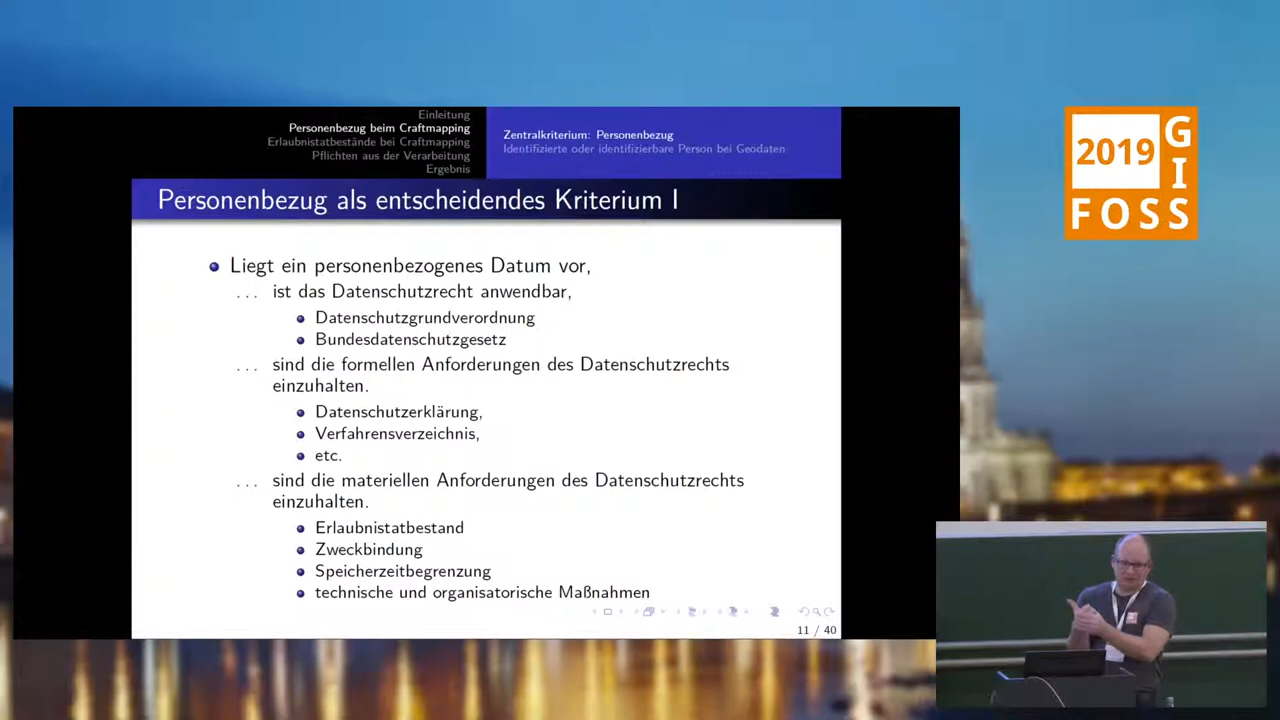 Einleitung
Personenbezug beim Craftmapping
Erlaubnistatbestände bei Craftmapping
Pflichten aus der Verarbeitung
Ergebnis
Zentralkriterium: Personenbezug
Identifizierte oder identifizierbare Person bei Geodaten
Personenbezug als entscheidendes Kriterium I
Liegt ein personenbezogenes Datum vor,
... ist das Datenschutzrecht anwendbar,
Datenschutzgrundverordnung
Bundesdatenschutzgesetz
... sind die formellen Anforderungen des Datenschutzrechts
einzuhalten.
Datenschutzerklärung,
Verfahrensverzeichnis,
etc.
... sind die materiellen Anforderungen des Datenschutzrechts
einzuhalten.
Erlaubnistatbestand
Zweckbindung
Speicherzeitbegrenzung
technische und organisatorische Maßnahmen
11 / 40
2019
GIS
FOSS